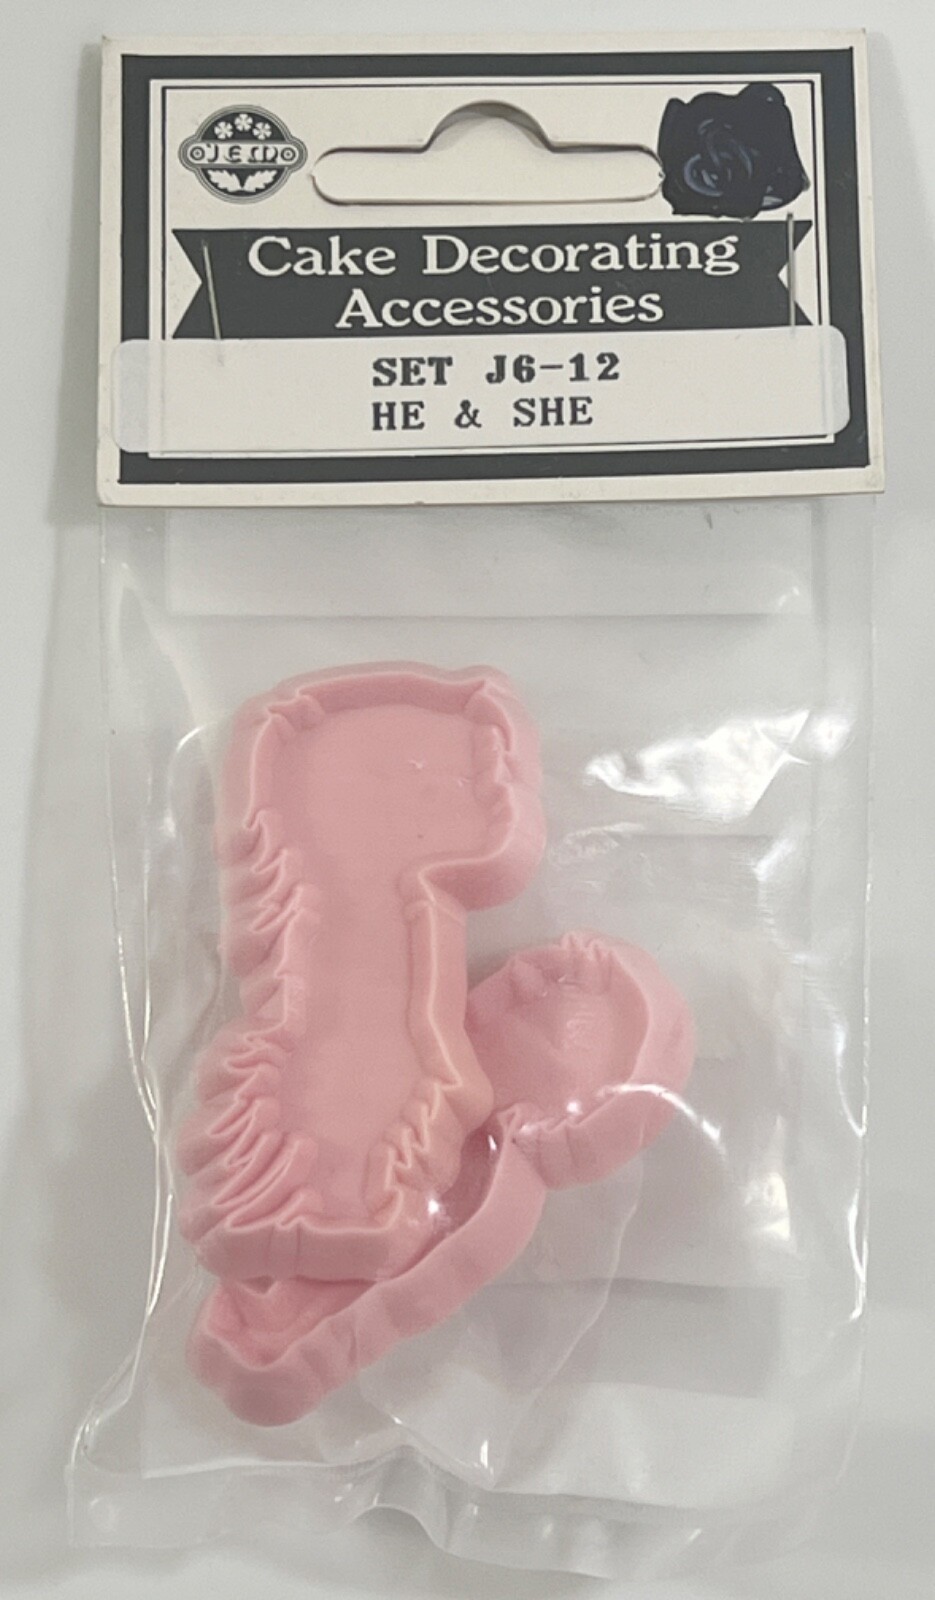 JEM
Cake Decorating
Accessories
SET J6-12
HE & SHE